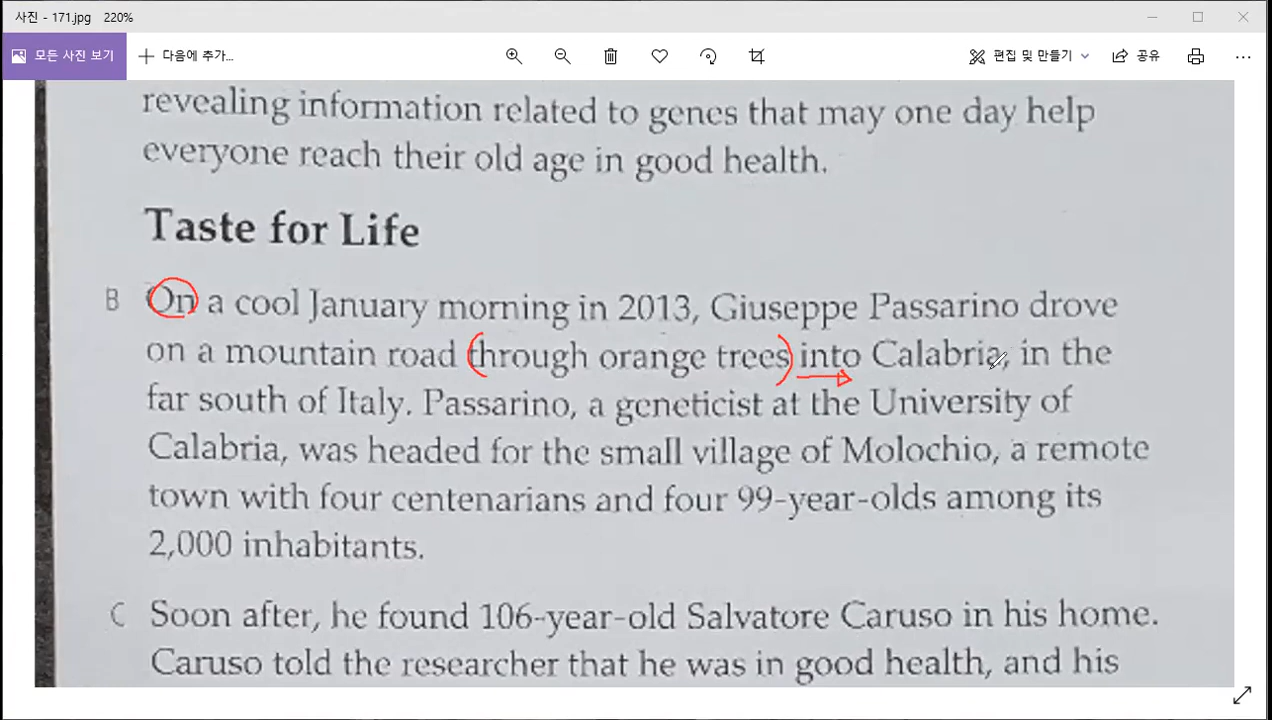 사진 - 171.jpg 220%
모든 사진 보기 다음에 추가... 편집 및 만들기 공유
revealing information related to genes that may one day help
everyone reach their old age in good health.
Taste for Life
B On a cool January morning in 2013, Giuseppe Passarino drove
on a mountain road through orange trees into Calabria, in the
far south of Italy. Passarino, a geneticist at the University of
Calabria, was headed for the small village of Molochio, a remote
town with four centenarians and four 99-year-olds among its
2,000 inhabitants.
C Soon after, he found 106-year-old Salvatore Caruso in his home.
Caruso told the researcher that he was in good health, and his